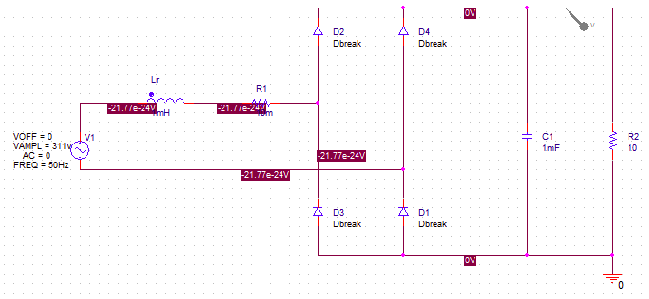 0V
V
D2
Dbreak
D4
Dbreak
Lr
R1
-21.77e-24V
1mH
-21.77e-24V
VOFF = 0
VAMPL = 311v
AC = 0
FREQ = 50Hz
V1
C1
1mF
R2
10
-21.77e-24V
-21.77e-24V
D3
Dbreak
D1
Dbreak
0V
0